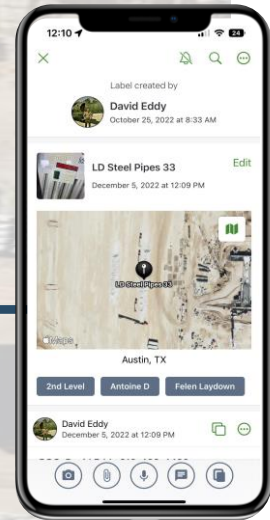 12:10
24
Label created by
David Eddy
October 25, 2022 at 8:33 AM
LD Steel Pipes 33
Edit
December 5, 2022 at 12:09 PM
LD Steel Pipes 33
Maps
Austin, TX
2nd Level
Antoine D
Felen Laydown
David Eddy
December 5, 2022 at 12:09 PM